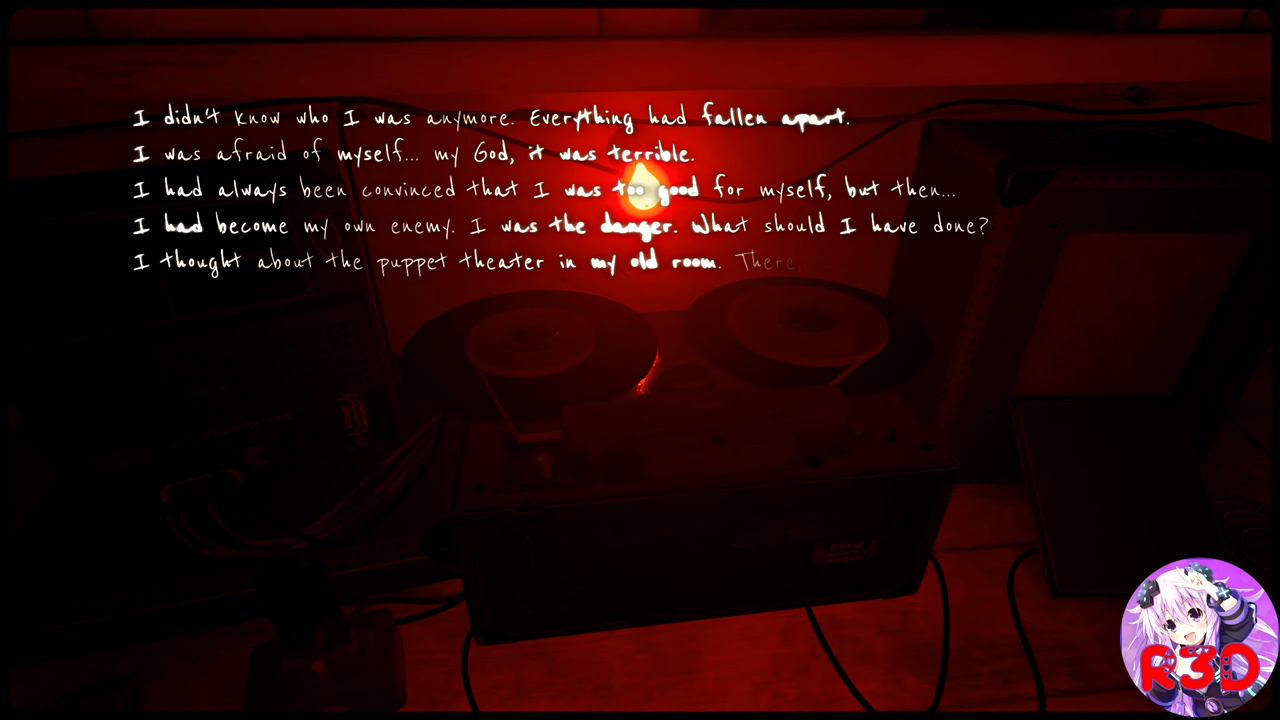 I didn't know who I was anymore. Everything had fallen apart.
I was afraid of myself... my God, it was terrible.
I had always been convinced that I was too good for myself, but then...
I had become my own enemy. I was the danger. What should I have done?
I thought about the puppet theater in my old room. There,
R3D